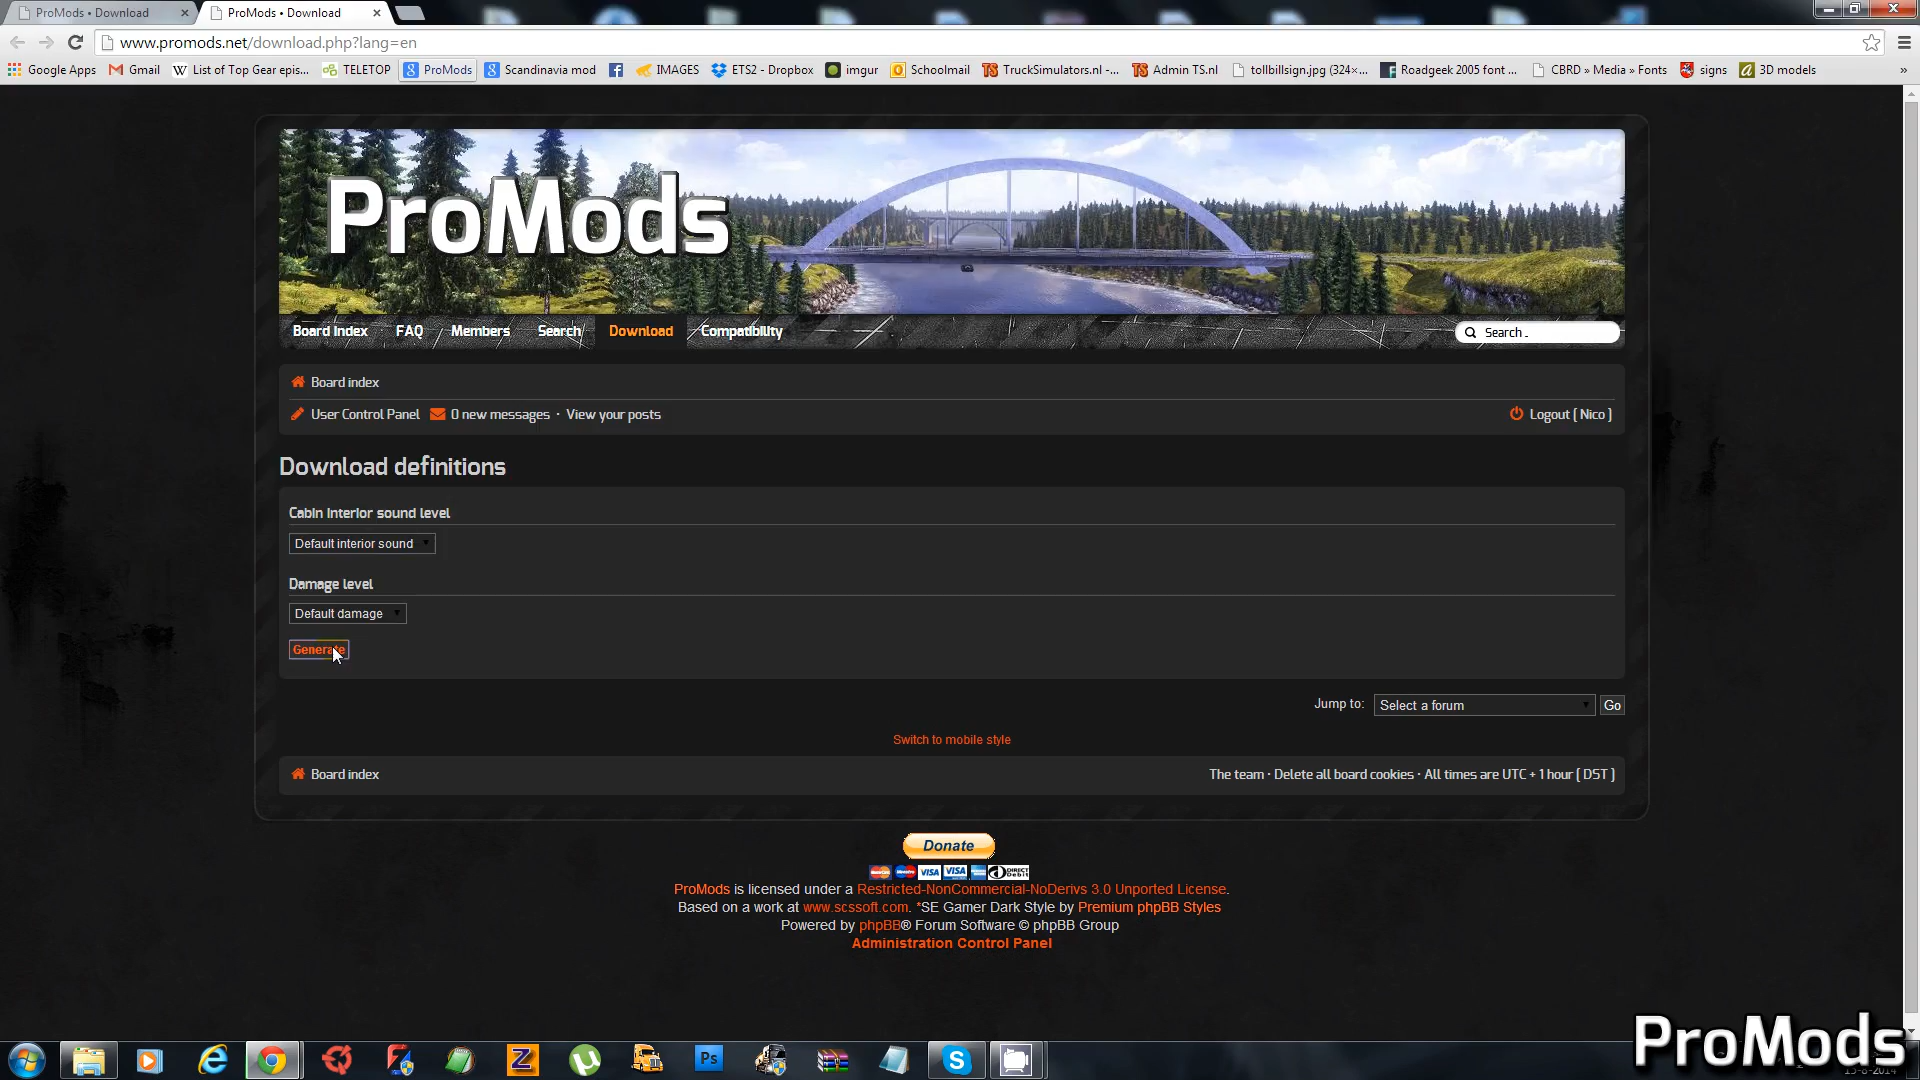 ProMods • Download
ProMods • Download
www.promods.net/download.php?lang=en
Google Apps
Gmail
List of Top Gear epis...
TELETOP
ProMods
Scandinavia mod
IMAGES
ETS2 - Dropbox
imgur
Schoolmail
TruckSimulators.nl -...
Admin TS.nl
tollbillsign.jpg (324×...
Roadgeek 2005 font ...
CBRD » Media » Fonts
signs
3D models
»
ProMods
Board Index
FAQ
Members
Search
Download
Compatibility
Search…
Board index
User Control Panel
0 new messages • View your posts
Logout [ Nico ]
Download definitions
Cabin interior sound level
Default interior sound
Damage level
Default damage
Generate
Jump to:
Select a forum
Go
Switch to mobile style
Board index
The team • Delete all board cookies • All times are UTC + 1 hour [ DST ]
Donate
ProMods is licensed under a Restricted-NonCommercial-NoDerivs 3.0 Unported License.
Based on a work at www.scssoft.com. *SE Gamer Dark Style by Premium phpBB Styles
Powered by phpBB® Forum Software © phpBB Group
Administration Control Panel
ProMods